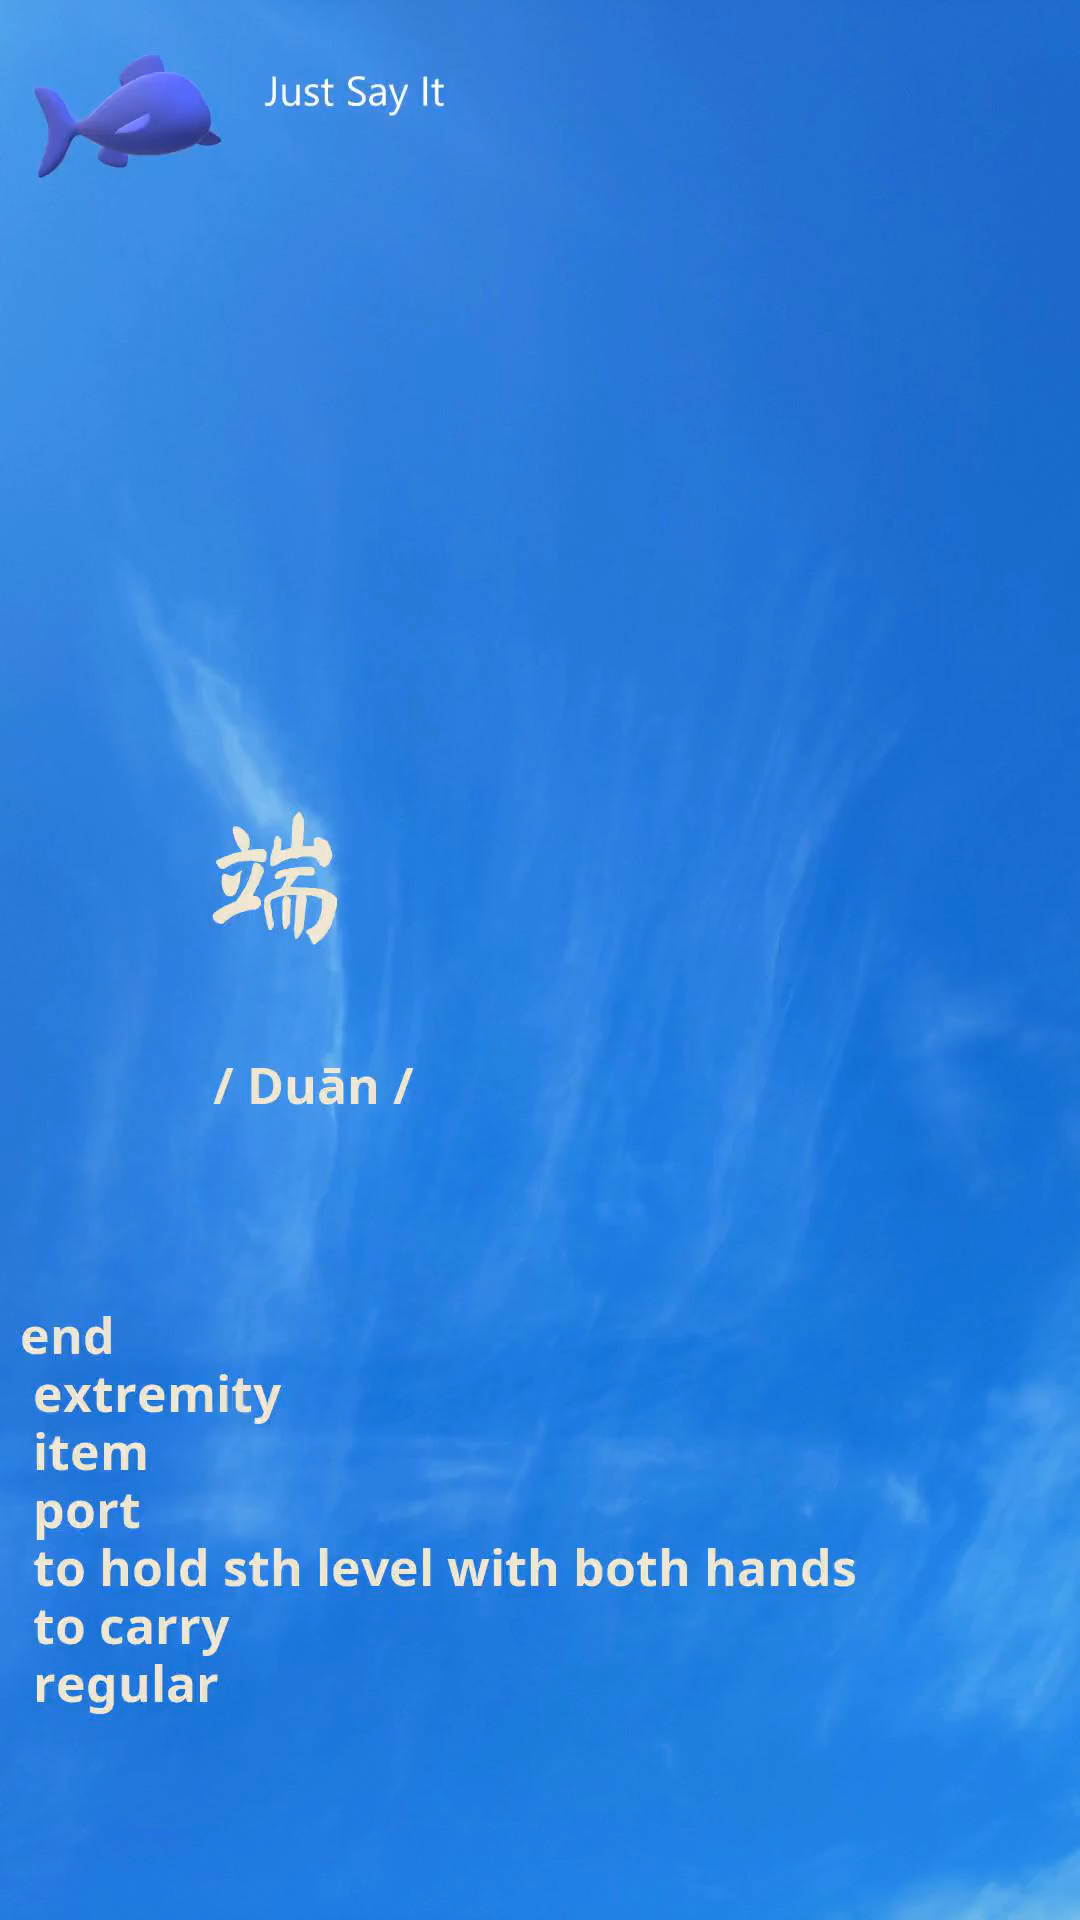 Just Say It
端
/ Duān /
end
extremity
item
port
to hold sth level with both hands
to carry
regular